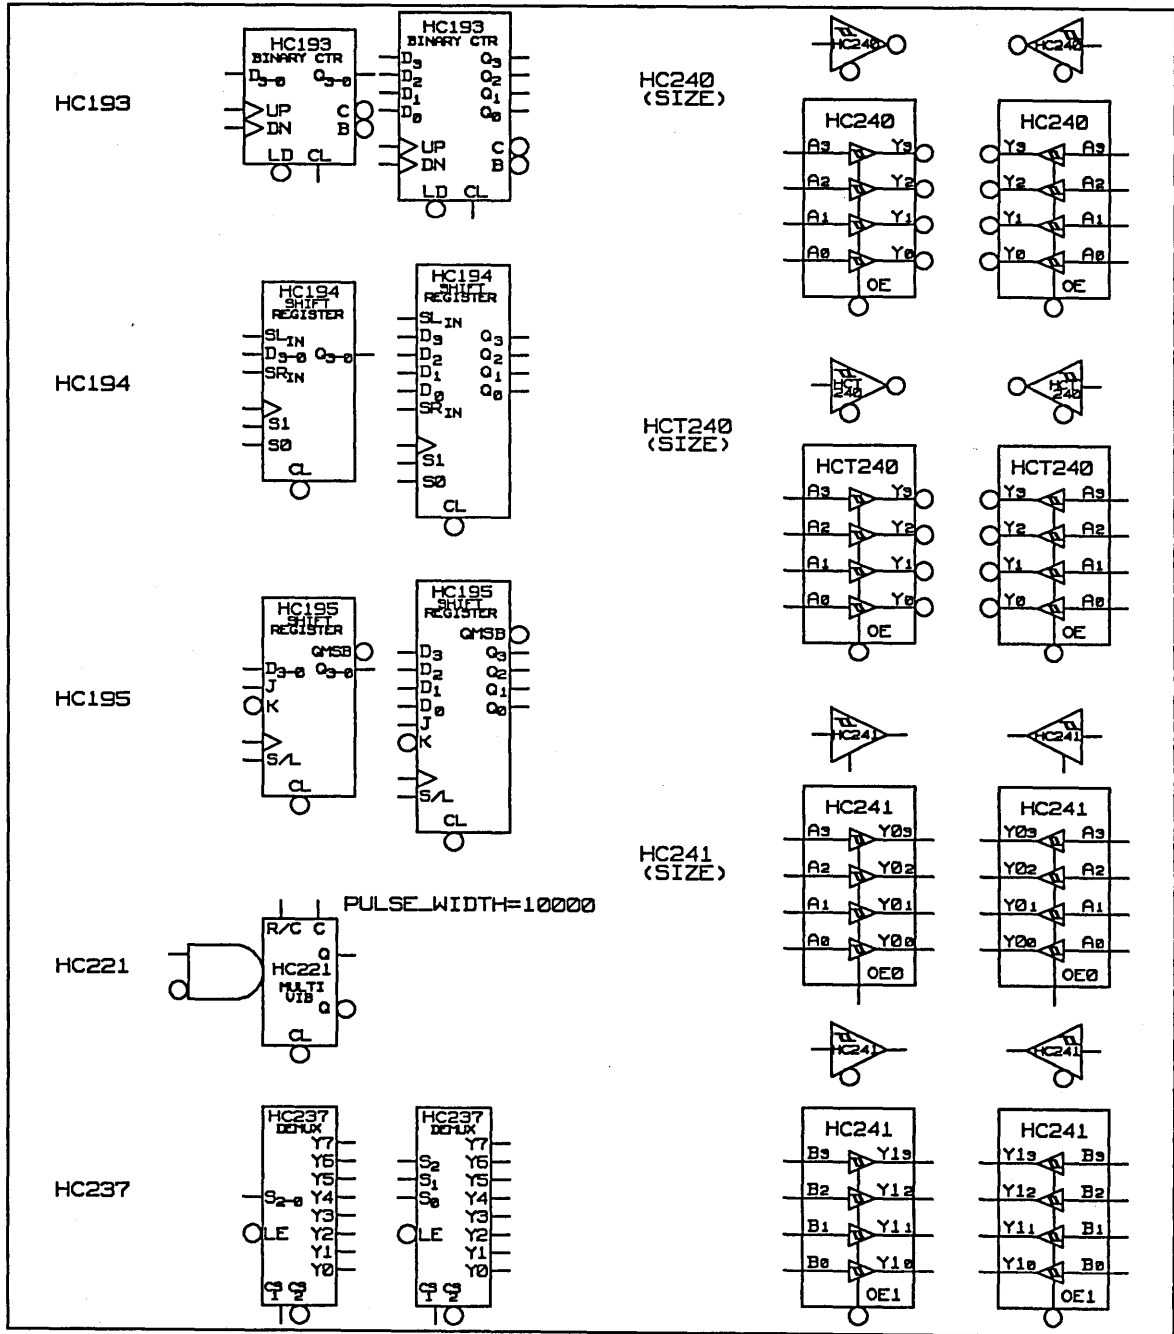 HC193
HC193
BINARY CTR
D3-0 Q3-0
UP C
DN B
LD CL
HC193
BINARY CTR
D3 Q3
D2 Q2
D1 Q1
D0 Q0
UP C
DN B
LD CL
HC194
HC194
SHIFT
REGISTER
SLIN
D3-0 Q3-0
SRIN
S1
S0
CL
HC194
SHIFT
REGISTER
SLIN
D3 Q3
D2 Q2
D1 Q1
D0 Q0
SRIN
S1
S0
CL
HC195
HC195
SHIFT
REGISTER
QMSB
D3-0 Q3-0
J
K
S/L
CL
HC195
SHIFT
REGISTER
QMSB
D3 Q3
D2 Q2
D1 Q1
D0 Q0
J
K
S/L
CL
HC221
PULSE_WIDTH=10000
R/C C
Q
HC221
MULTI
VIB
Q
CL
HC237
HC237
DEMUX
Y7
Y6
Y5
S2-0 Y4
Y3
LE Y2
Y1
Y0
CS1 CS2
HC237
DEMUX
Y7
S2 Y6
S1 Y5
S0 Y4
Y3
LE Y2
Y1
Y0
CS1 CS2
HC240
(SIZE)
HC240
HC240
HC240
A3 Y3
A2 Y2
A1 Y1
A0 Y0
OE
HC240
Y3 A3
Y2 A2
Y1 A1
Y0 A0
OE
HCT240
(SIZE)
HCT
240
HCT
240
HCT240
A3 Y3
A2 Y2
A1 Y1
A0 Y0
OE
HCT240
Y3 A3
Y2 A2
Y1 A1
Y0 A0
OE
HC241
(SIZE)
HC241
HC241
HC241
A3 Y03
A2 Y02
A1 Y01
A0 Y00
OE0
HC241
Y03 A3
Y02 A2
Y01 A1
Y00 A0
OE0
HC241
HC241
HC241
B3 Y13
B2 Y12
B1 Y11
B0 Y10
OE1
HC241
Y13 B3
Y12 B2
Y11 B1
Y10 B0
OE1